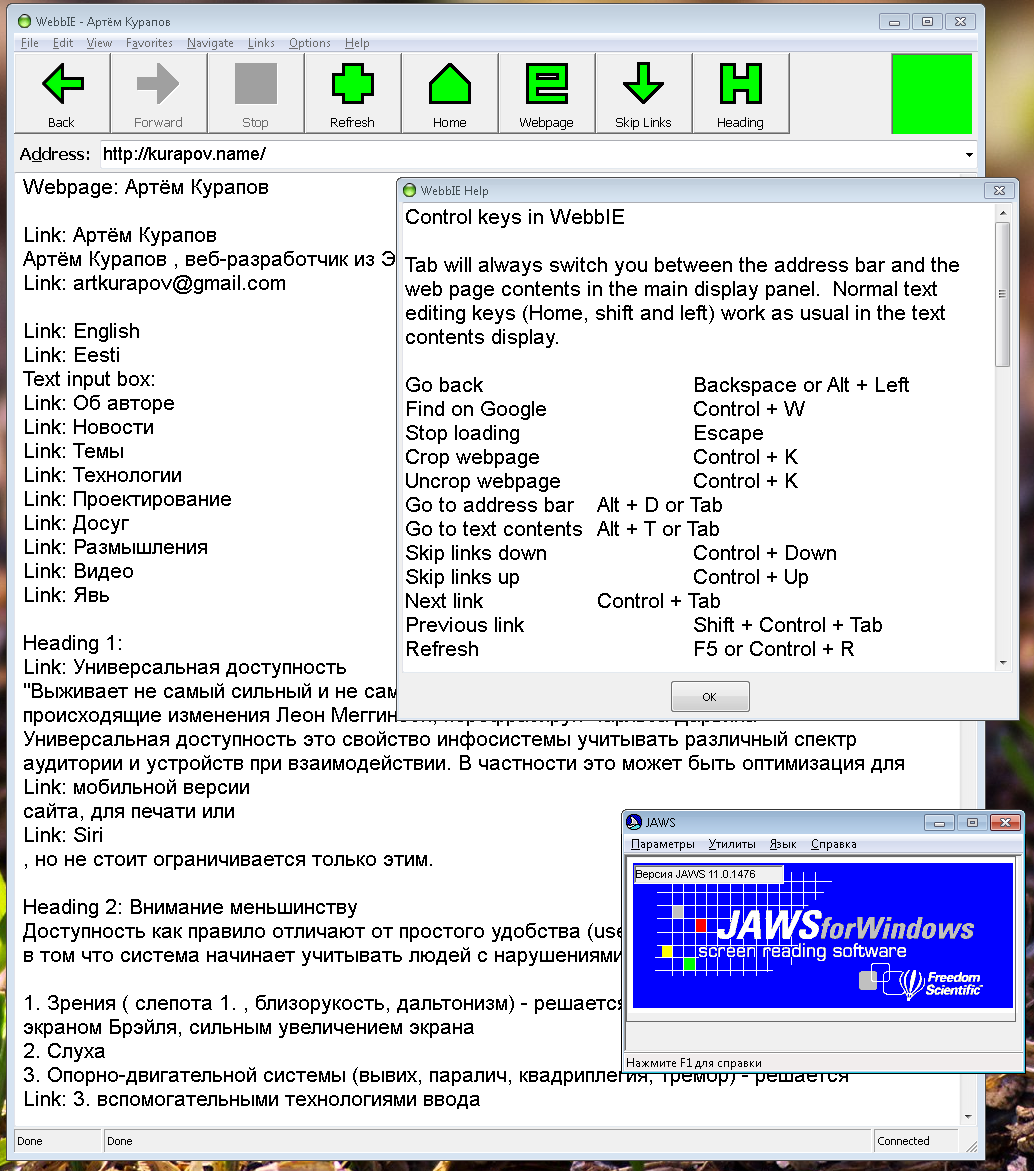 WebbIE - Артём Курапов
File Edit View Favorites Navigate Links Options Help
Back Forward Stop Refresh Home Webpage Skip Links Heading
Address: http://kurapov.name/
Webpage: Артём Курапов
Link: Артём Курапов
Артём Курапов , веб-разработчик из Э
Link: artkurapov@gmail.com
Link: English
Link: Eesti
Text input box:
Link: Об авторе
Link: Новости
Link: Темы
Link: Технологии
Link: Проектирование
Link: Досуг
Link: Размышления
Link: Видео
Link: Явь
Heading 1:
Link: Универсальная доступность
"Выживает не самый сильный и не сам
происходящие изменения Леон
Универсальная доступность это свойство инфосистемы учитывать различный спектр
аудитории и устройств при взаимодействии. В частности это может быть оптимизация для
Link: мобильной версии
сайта, для печати или
Link: Siri
, но не стоит ограничивается только этим.
Heading 2: Внимание меньшинству
Доступность как правило отличают от простого удобства (use
в том что система начинает учитывать людей с нарушениями
1. Зрения ( слепота 1. , близорукость, дальтонизм) - решается
экраном Брэйля, сильным увеличением экрана
2. Слуха
3. Опорно-двигательной системы (вывих, паралич, квадриплегия, тремор) - решается
Link: 3. вспомогательными технологиями ввода
Done Done Connected
WebbIE Help
Control keys in WebbIE
Tab will always switch you between the address bar and the
web page contents in the main display panel. Normal text
editing keys (Home, shift and left) work as usual in the text
contents display.
Go back Backspace or Alt + Left
Find on Google Control + W
Stop loading Escape
Crop webpage Control + K
Uncrop webpage Control + K
Go to address bar Alt + D or Tab
Go to text contents Alt + T or Tab
Skip links down Control + Down
Skip links up Control + Up
Next link Control + Tab
Previous link Shift + Control + Tab
Refresh F5 or Control + R
OK
JAWS
Параметры Утилиты Язык Справка
Версия JAWS 11.0.1476
JAWS for Windows
screen reading software
Freedom
Scientific
Нажмите F1 для справки